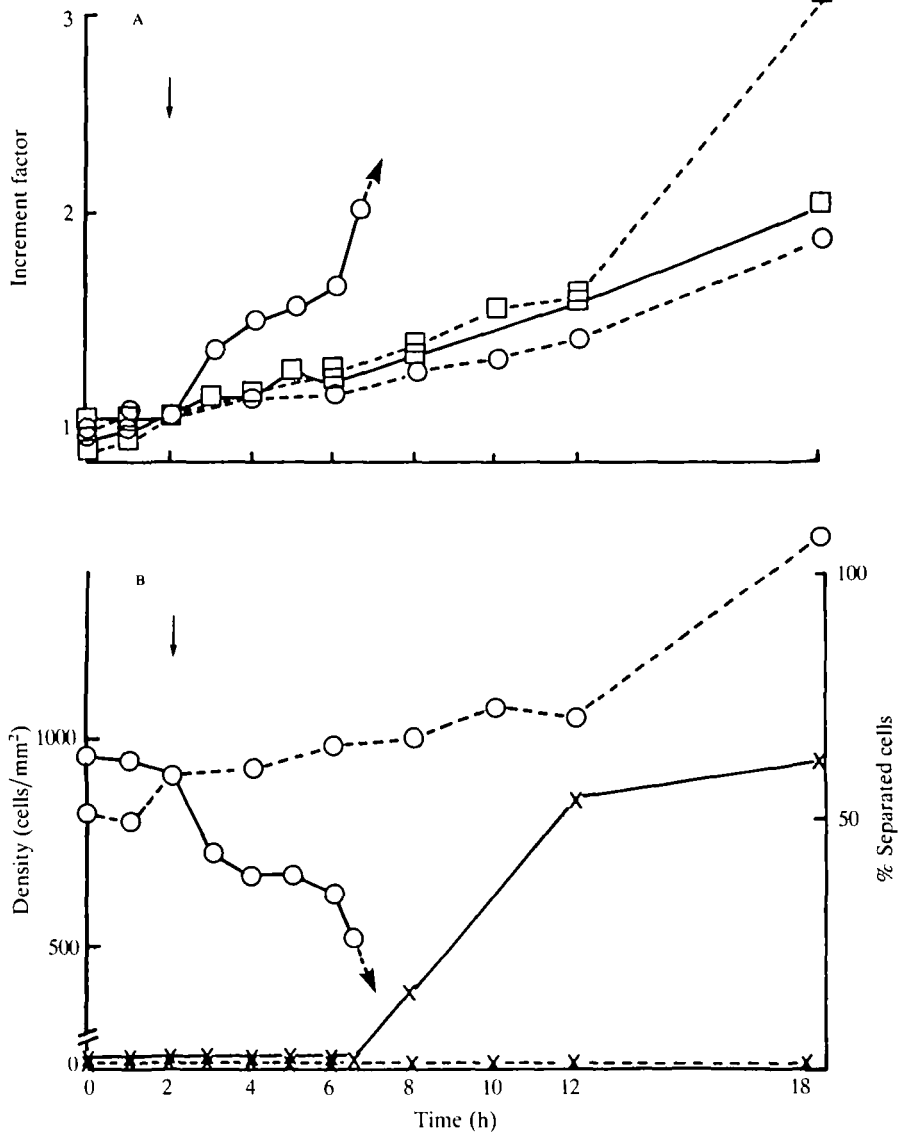 3
A
2
1
Increment factor
B
100
1000
50
500
0
Density (cells/mm²)
% Separated cells
0 2 4 6 8 10 12 18
Time (h)